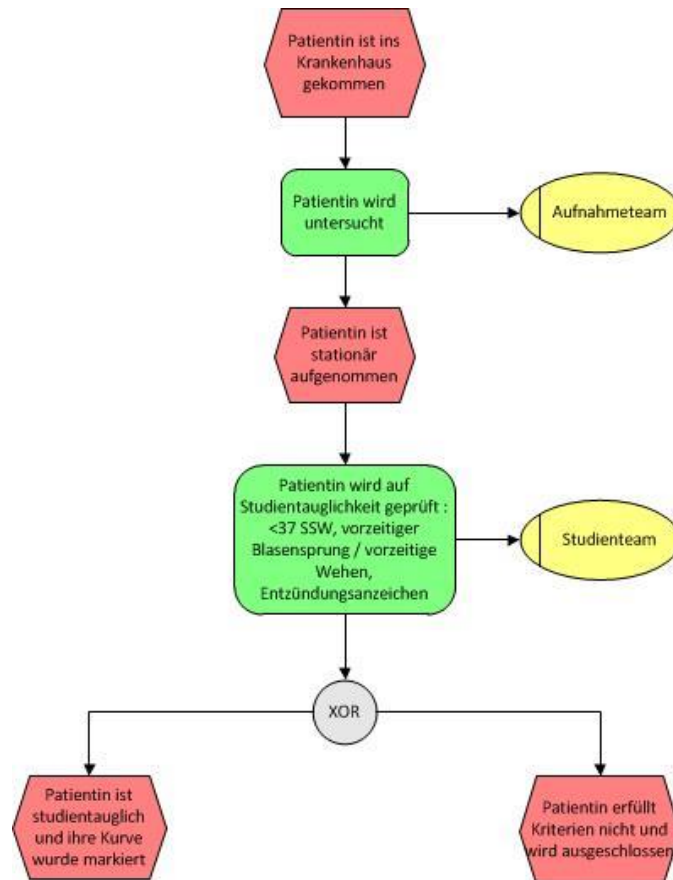 Patientin ist ins
Krankenhaus
gekommen
Patientin wird
untersucht
Aufnahmeteam
Patientin ist
stationär
aufgenommen
Patientin wird auf
Studientauglichkeit geprüft :
<37 SSW, vorzeitiger
Blasensprung / vorzeitige
Wehen,
Entzündungsanzeichen
Studienteam
XOR
Patientin ist
studientauglich
und ihre Kurve
wurde markiert
Patientin erfüllt
Kriterien nicht und
wird ausgeschlossen